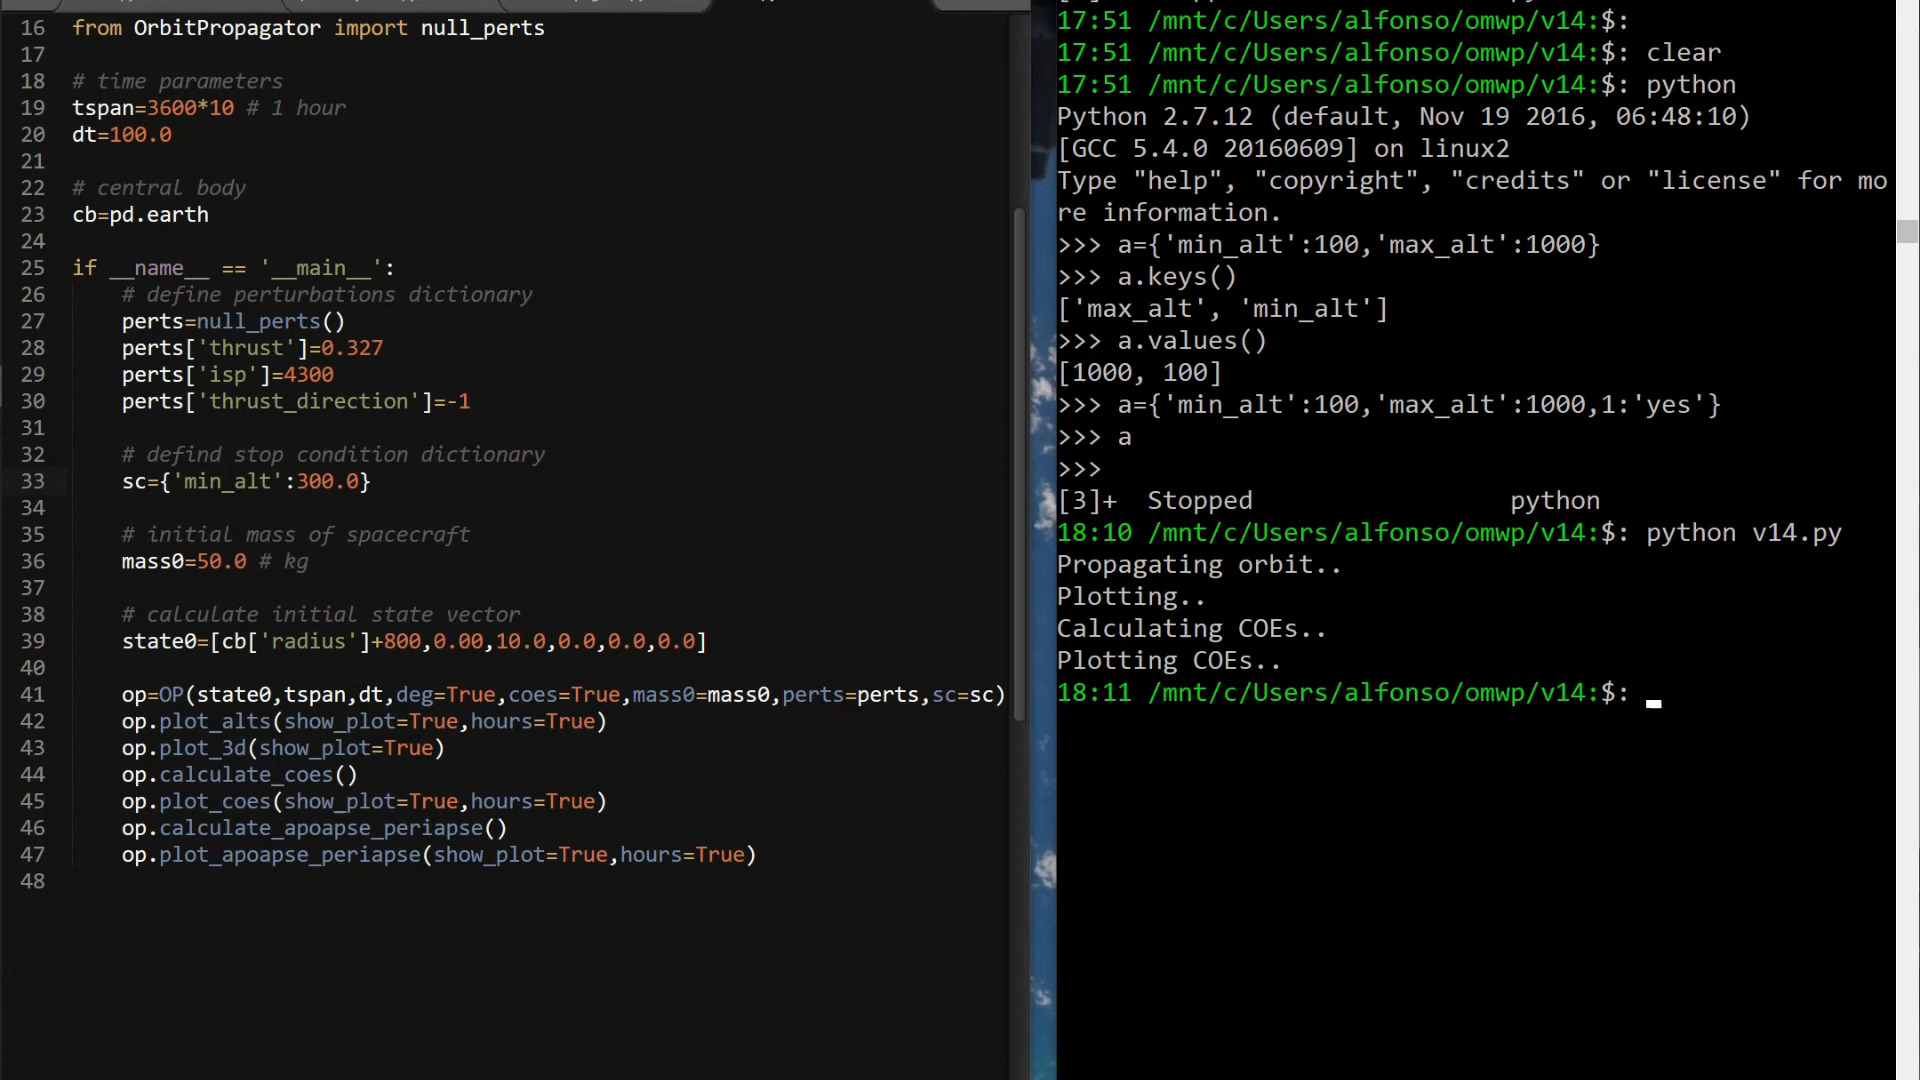 16 from OrbitPropagator import null_perts
17
18 # time parameters
19 tspan=3600*10 # 1 hour
20 dt=100.0
21
22 # central body
23 cb=pd.earth
24
25 if __name__ == '__main__':
26 # define perturbations dictionary
27 perts=null_perts()
28 perts['thrust']=0.327
29 perts['isp']=4300
30 perts['thrust_direction']=-1
31
32 # defind stop condition dictionary
33 sc={'min_alt':300.0}
34
35 # initial mass of spacecraft
36 mass0=50.0 # kg
37
38 # calculate initial state vector
39 state0=[cb['radius']+800,0.00,10.0,0.0,0.0,0.0]
40
41 op=OP(state0,tspan,dt,deg=True,coes=True,mass0=mass0,perts=perts,sc=sc)
42 op.plot_alts(show_plot=True,hours=True)
43 op.plot_3d(show_plot=True)
44 op.calculate_coes()
45 op.plot_coes(show_plot=True,hours=True)
46 op.calculate_apoapse_periapse()
47 op.plot_apoapse_periapse(show_plot=True,hours=True)
48
17:51 /mnt/c/Users/alfonso/omwp/v14:$:
17:51 /mnt/c/Users/alfonso/omwp/v14:$: clear
17:51 /mnt/c/Users/alfonso/omwp/v14:$: python
Python 2.7.12 (default, Nov 19 2016, 06:48:10)
[GCC 5.4.0 20160609] on linux2
Type "help", "copyright", "credits" or "license" for mo
re information.
>>> a={'min_alt':100,'max_alt':1000}
>>> a.keys()
['max_alt', 'min_alt']
>>> a.values()
[1000, 100]
>>> a={'min_alt':100,'max_alt':1000,1:'yes'}
>>> a
>>>
[3]+ Stopped python
18:10 /mnt/c/Users/alfonso/omwp/v14:$: python v14.py
Propagating orbit..
Plotting..
Calculating COEs..
Plotting COEs..
18:11 /mnt/c/Users/alfonso/omwp/v14:$: